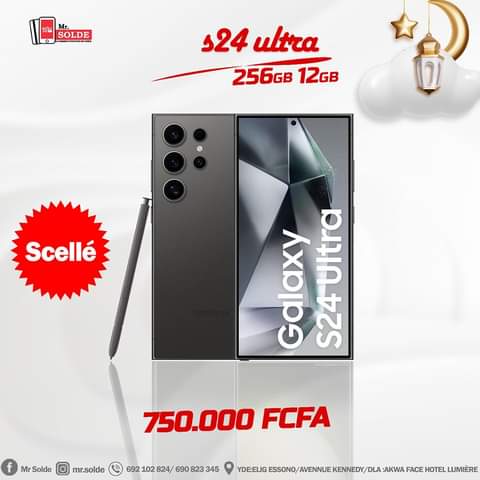 Mr.
SOLDE
s24 ultra
256GB 12GB
Scellé
Galaxy
S24 Ultra
750.000 FCFA
Mr Solde mr.solde 692 102 824/ 690 823 345 YDE:ELIG ESSONO/AVENNUE KENNEDY/DLA :AKWA FACE HOTEL LUMIÈRE